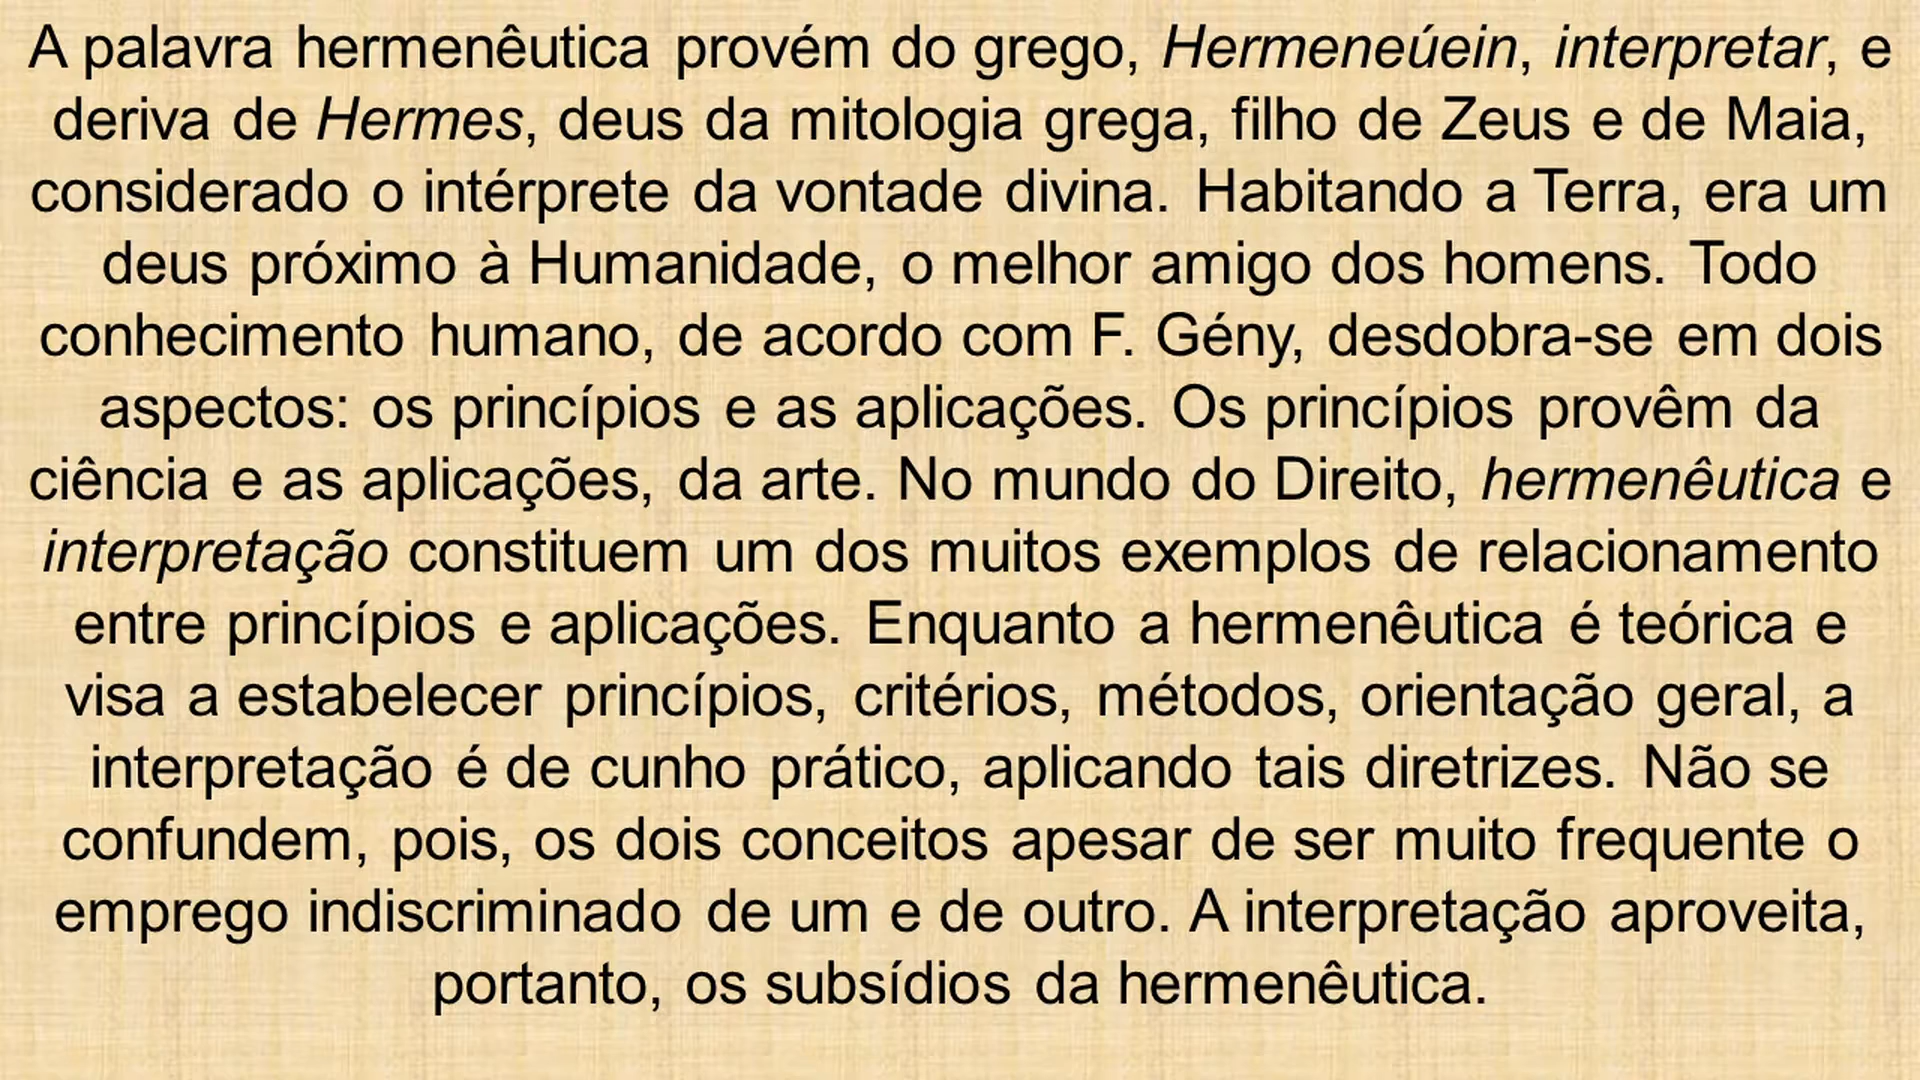 A palavra hermenêutica provém do grego, Hermeneúein, interpretar, e
deriva de Hermes, deus da mitologia grega, filho de Zeus e de Maia,
considerado o intérprete da vontade divina. Habitando a Terra, era um
deus próximo à Humanidade, o melhor amigo dos homens. Todo
conhecimento humano, de acordo com F. Gény, desdobra-se em dois
aspectos: os princípios e as aplicações. Os princípios provêm da
ciência e as aplicações, da arte. No mundo do Direito, hermenêutica e
interpretação constituem um dos muitos exemplos de relacionamento
entre princípios e aplicações. Enquanto a hermenêutica é teórica e
visa a estabelecer princípios, critérios, métodos, orientação geral, a
interpretação é de cunho prático, aplicando tais diretrizes. Não se
confundem, pois, os dois conceitos apesar de ser muito frequente o
emprego indiscriminado de um e de outro. A interpretação aproveita,
portanto, os subsídios da hermenêutica.